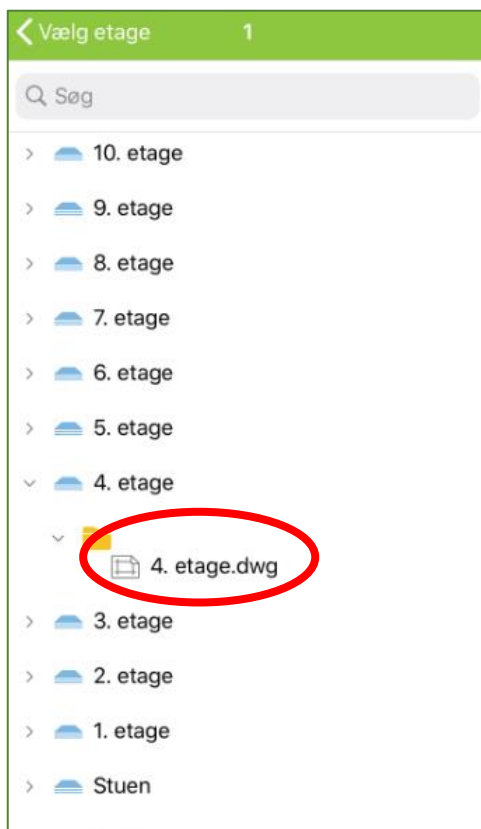 Vælg etage 1
Søg
10. etage
9. etage
8. etage
7. etage
6. etage
5. etage
4. etage
4. etage.dwg
3. etage
2. etage
1. etage
Stuen